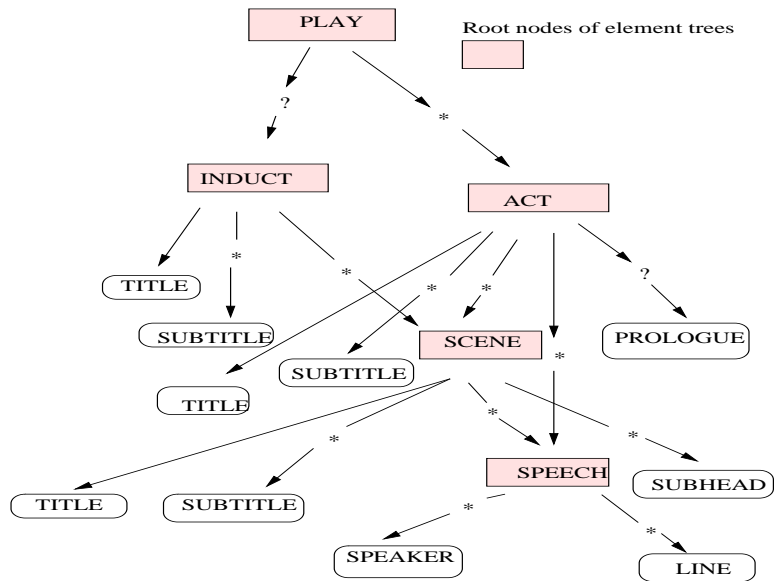 PLAY
Root nodes of element trees
?
*
INDUCT
ACT
*
*
*
*
?
TITLE
SUBTITLE
SCENE
PROLOGUE
*
SUBTITLE
TITLE
*
*
*
SPEECH
SUBHEAD
TITLE
SUBTITLE
*
*
SPEAKER
LINE